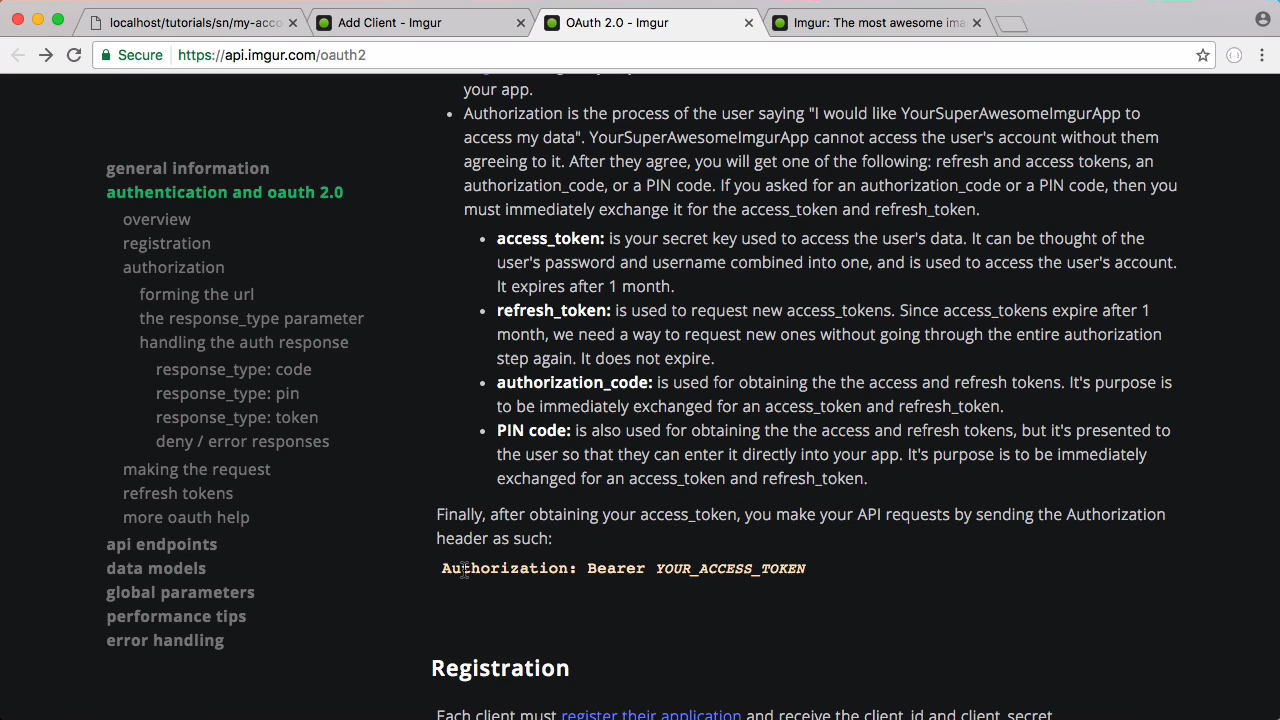 localhost/tutorials/sn/my-acco
Add Client - Imgur
OAuth 2.0 - Imgur
Imgur: The most awesome ima
Secure
https://api.imgur.com/oauth2
general information
authentication and oauth 2.0
overview
registration
authorization
forming the url
the response_type parameter
handling the auth response
response_type: code
response_type: pin
response_type: token
deny / error responses
making the request
refresh tokens
more oauth help
api endpoints
data models
global parameters
performance tips
error handling
your app.
• Authorization is the process of the user saying "I would like YourSuperAwesomeImgurApp to
access my data". YourSuperAwesomeImgurApp cannot access the user's account without them
agreeing to it. After they agree, you will get one of the following: refresh and access tokens, an
authorization_code, or a PIN code. If you asked for an authorization_code or a PIN code, then you
must immediately exchange it for the access_token and refresh_token.
• access_token: is your secret key used to access the user's data. It can be thought of the
user's password and username combined into one, and is used to access the user's account.
It expires after 1 month.
• refresh_token: is used to request new access_tokens. Since access_tokens expire after 1
month, we need a way to request new ones without going through the entire authorization
step again. It does not expire.
• authorization_code: is used for obtaining the the access and refresh tokens. It's purpose is
to be immediately exchanged for an access_token and refresh_token.
• PIN code: is also used for obtaining the the access and refresh tokens, but it's presented to
the user so that they can enter it directly into your app. It's purpose is to be immediately
exchanged for an access_token and refresh_token.
Finally, after obtaining your access_token, you make your API requests by sending the Authorization
header as such:
Authorization: Bearer YOUR_ACCESS_TOKEN
Registration
Each client must register their application and receive the client_id and client_secret